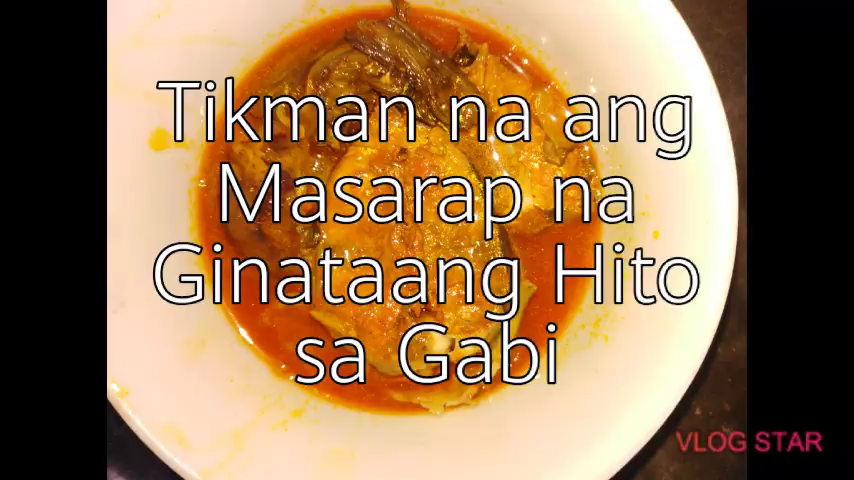 Tikman na ang
Masarap na
Ginataang Hito
sa Gabi
VLOG STAR